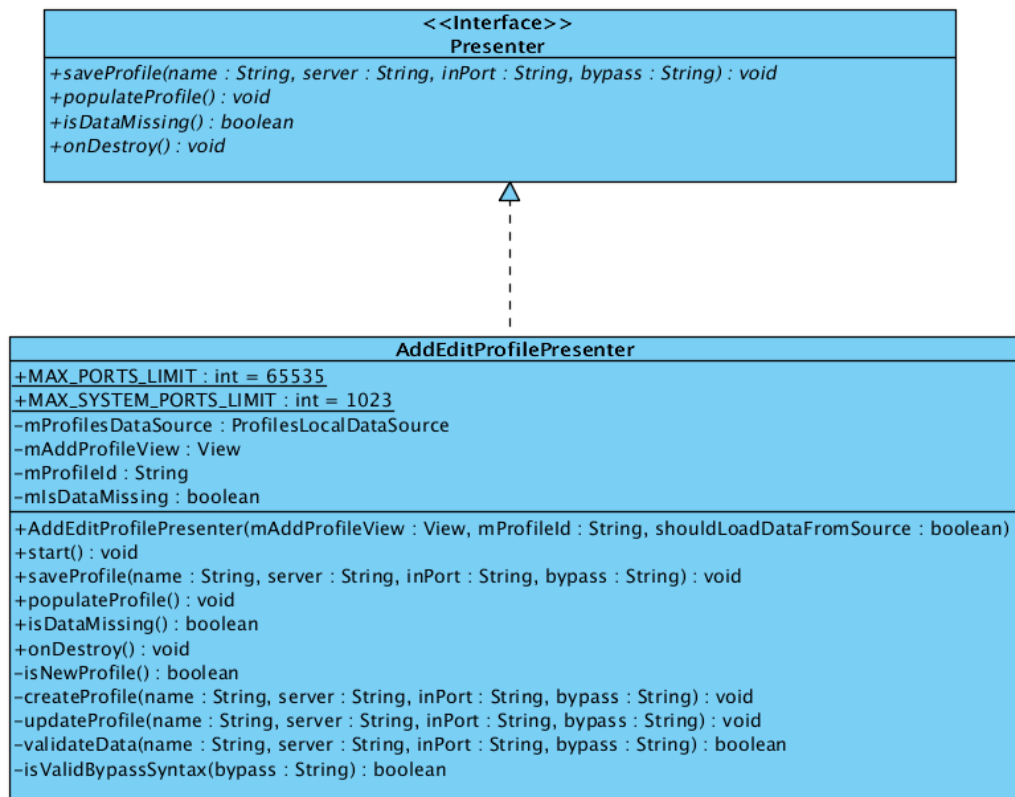 <<Interface>>
Presenter
+saveProfile(name : String, server : String, inPort : String, bypass : String) : void
+populateProfile() : void
+isDataMissing() : boolean
+onDestroy() : void
AddEditProfilePresenter
+MAX_PORTS_LIMIT : int = 65535
+MAX_SYSTEM_PORTS_LIMIT : int = 1023
-mProfilesDataSource : ProfilesLocalDataSource
-mAddProfileView : View
-mProfileId : String
-mIsDataMissing : boolean
+AddEditProfilePresenter(mAddProfileView : View, mProfileId : String, shouldLoadDataFromSource : boolean)
+start() : void
+saveProfile(name : String, server : String, inPort : String, bypass : String) : void
+populateProfile() : void
+isDataMissing() : boolean
+onDestroy() : void
-isNewProfile() : boolean
-createProfile(name : String, server : String, inPort : String, bypass : String) : void
-updateProfile(name : String, server : String, inPort : String, bypass : String) : void
-validateData(name : String, server : String, inPort : String, bypass : String) : boolean
-isValidBypassSyntax(bypass : String) : boolean